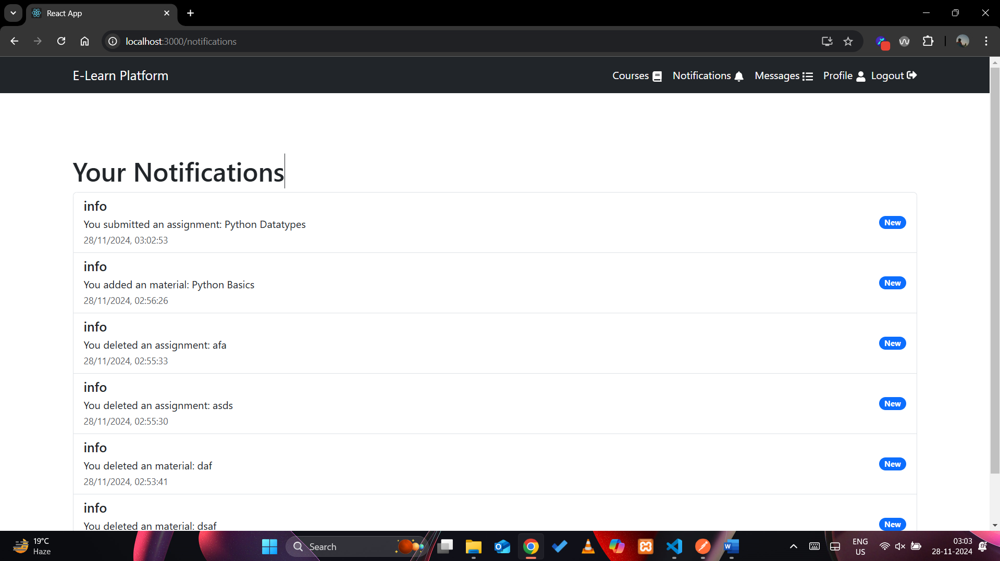 React App
localhost:3000/notifications
E-Learn Platform
Courses Notifications Messages Profile Logout
Your Notifications
info
You submitted an assignment: Python Datatypes
28/11/2024, 03:02:53
New
info
You added an material: Python Basics
28/11/2024, 02:56:26
New
info
You deleted an assignment: afa
28/11/2024, 02:55:33
New
info
You deleted an assignment: asds
28/11/2024, 02:55:30
New
info
You deleted an material: daf
28/11/2024, 02:53:41
New
info
You deleted an material: dsaf
New
19°C
Haze
Search
ENG
US
03:03
28-11-2024